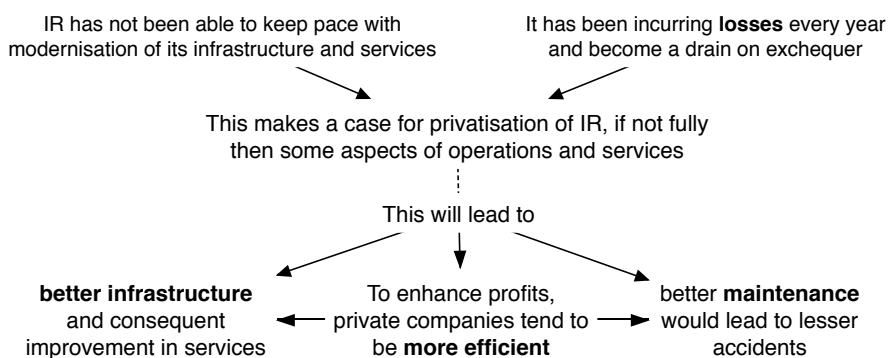 IR has not been able to keep pace with
modernisation of its infrastructure and services
It has been incurring losses every year
and become a drain on exchequer
This makes a case for privatisation of IR, if not fully
then some aspects of operations and services
This will lead to
better infrastructure
and consequent
improvement in services
To enhance profits,
private companies tend to
be more efficient
better maintenance
would lead to lesser
accidents